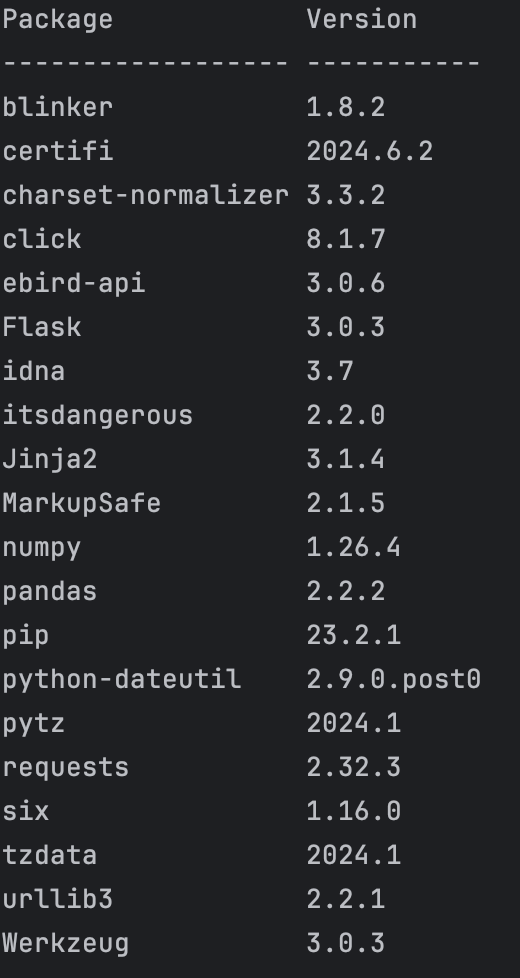 Package            Version
------------------ -----------
blinker            1.8.2
certifi            2024.6.2
charset-normalizer 3.3.2
click              8.1.7
ebird-api          3.0.6
Flask              3.0.3
idna               3.7
itsdangerous       2.2.0
Jinja2             3.1.4
MarkupSafe         2.1.5
numpy              1.26.4
pandas             2.2.2
pip                23.2.1
python-dateutil    2.9.0.post0
pytz               2024.1
requests           2.32.3
six                1.16.0
tzdata             2024.1
urllib3            2.2.1
Werkzeug           3.0.3